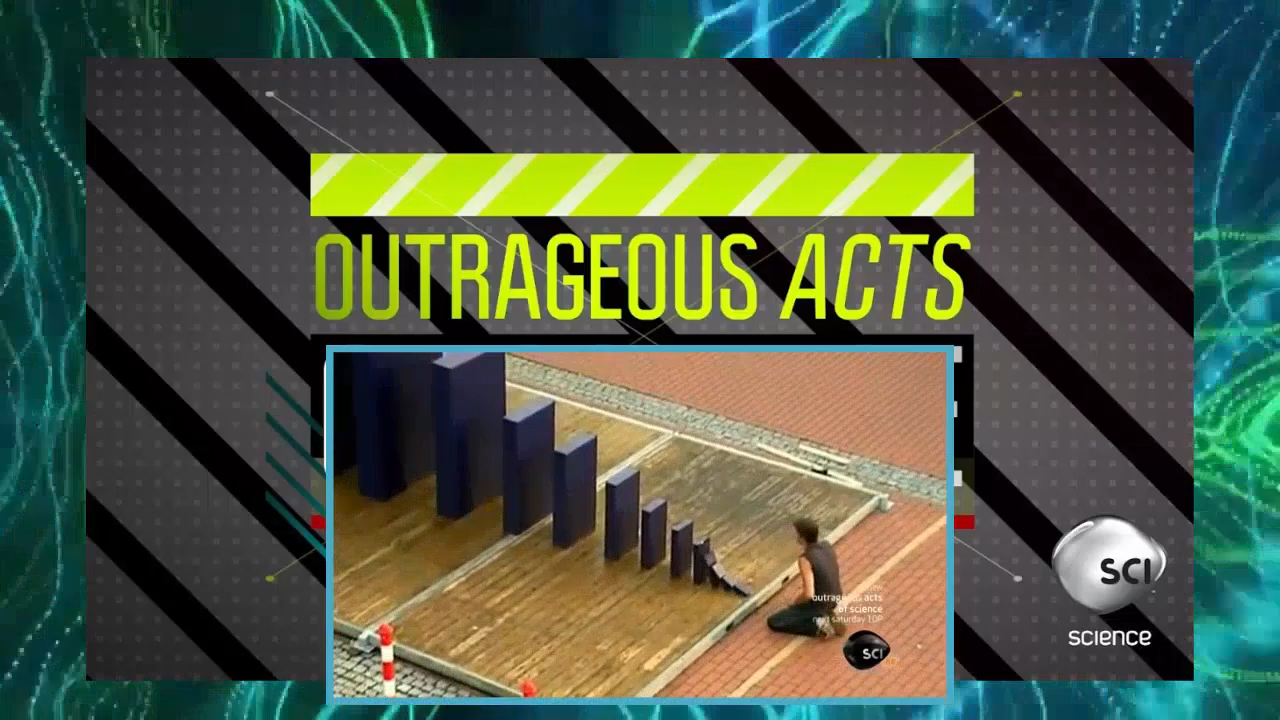 OUTRAGEOUS ACTS
outrageous acts
of science
next saturday 10P
SCI
SCI
science